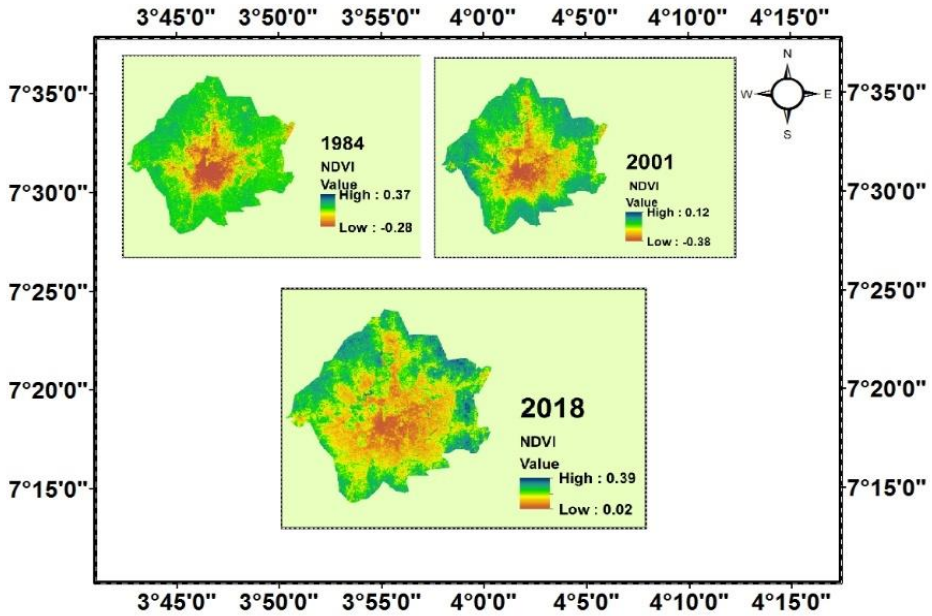 3°45'0" 3°50'0" 3°55'0" 4°0'0" 4°5'0" 4°10'0" 4°15'0"
N
W E
S
7°35'0" 7°35'0"
1984
NDVI
Value
High : 0.37
Low : -0.28
2001
NDVI
Value
High : 0.12
Low : -0.38
7°30'0" 7°30'0"
7°25'0" 7°25'0"
7°20'0" 7°20'0"
2018
NDVI
Value
High : 0.39
Low : 0.02
7°15'0" 7°15'0"
3°45'0" 3°50'0" 3°55'0" 4°0'0" 4°5'0" 4°10'0" 4°15'0"